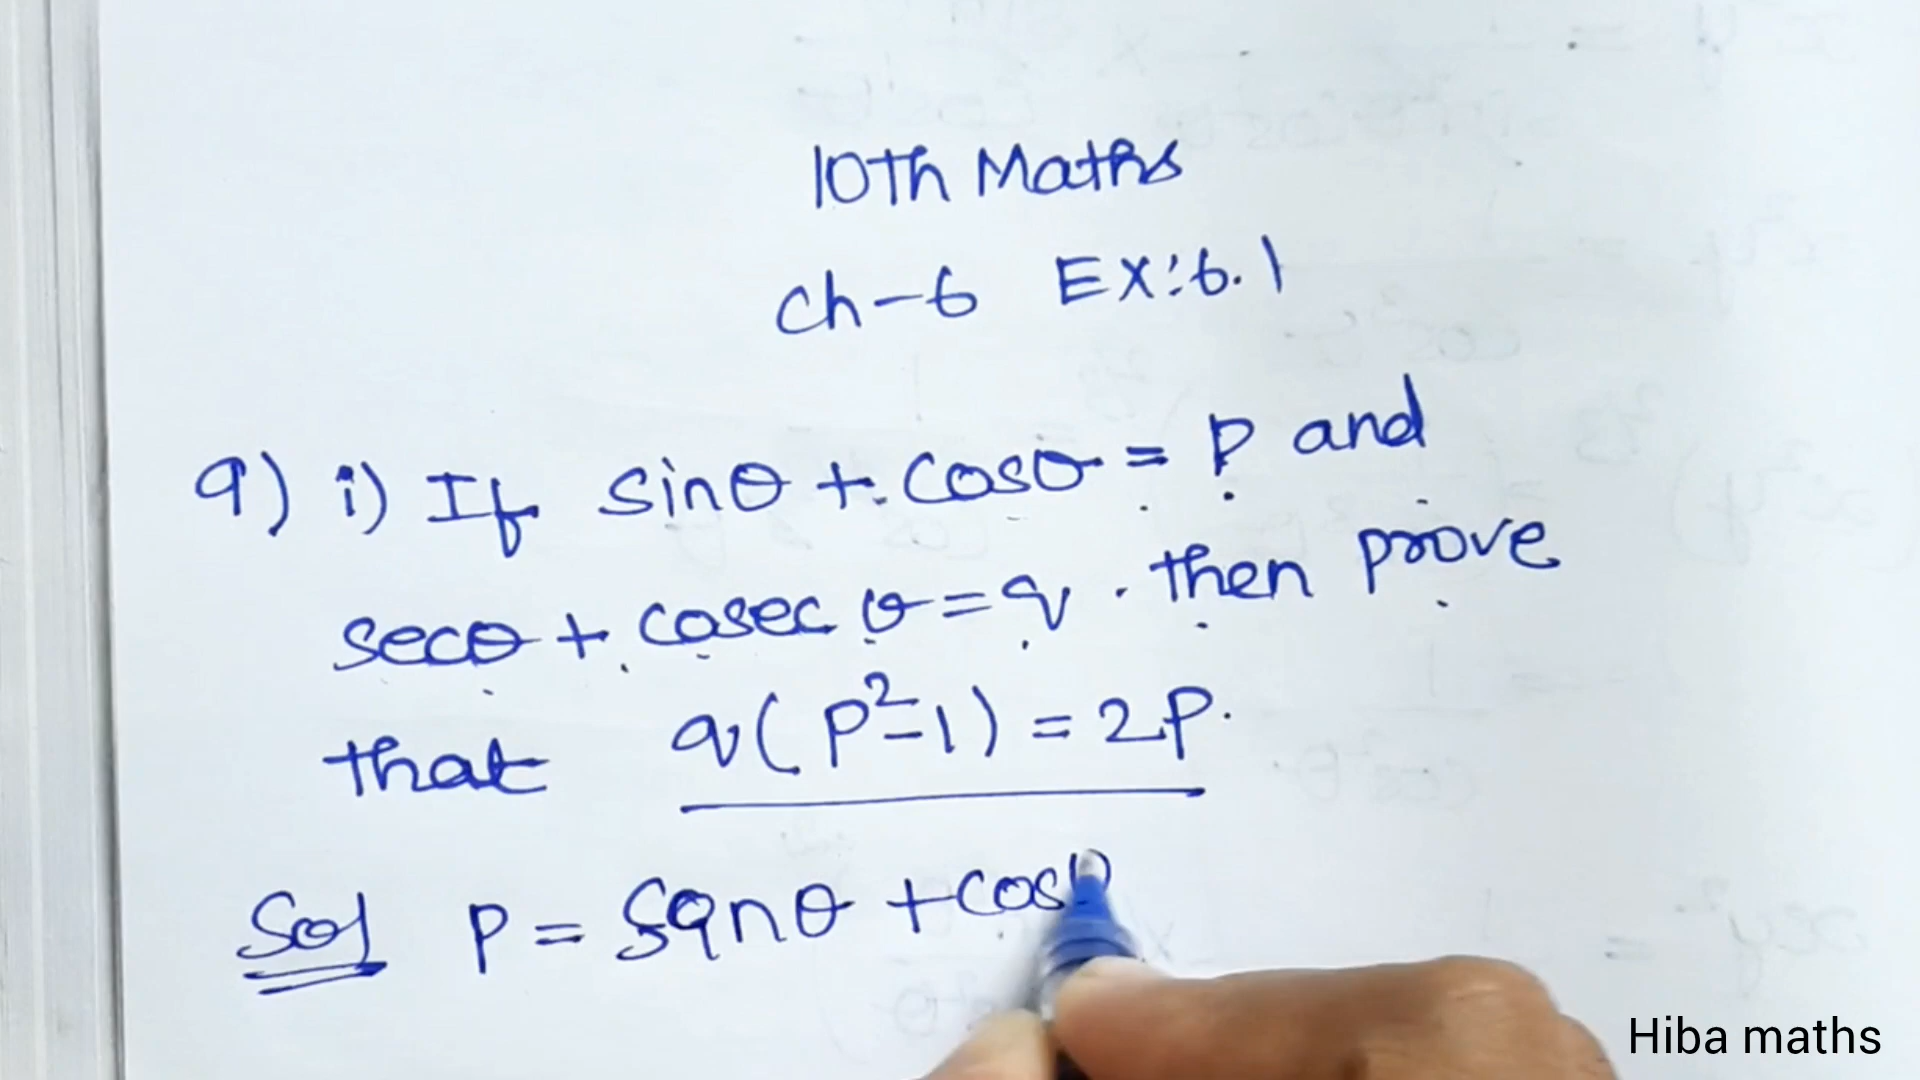 10Th Maths
Ch-6 EX:6.1
9) i) If sinθ + cosθ = P and
secθ + cosec θ = q . then prove
that q(P²-1) = 2P.
Sol P = sinθ + cosθ
Hiba maths